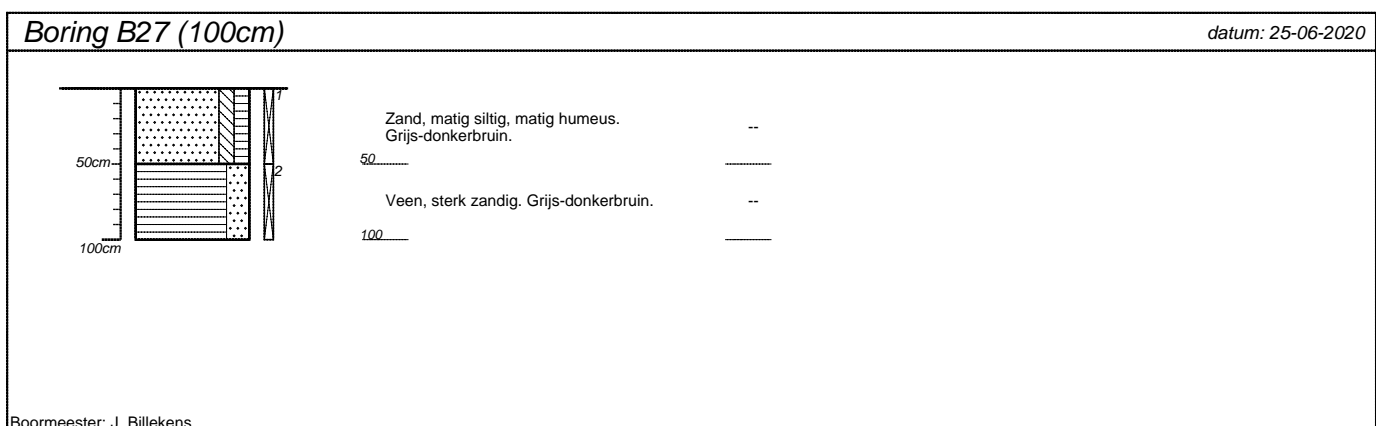 Boring B27 (100cm)
datum: 25-06-2020
1
Zand, matig siltig, matig humeus.
Grijs-donkerbruin.
--
50cm
50
2
Veen, sterk zandig. Grijs-donkerbruin.
--
100cm
100
Boormeester: J. Billekens